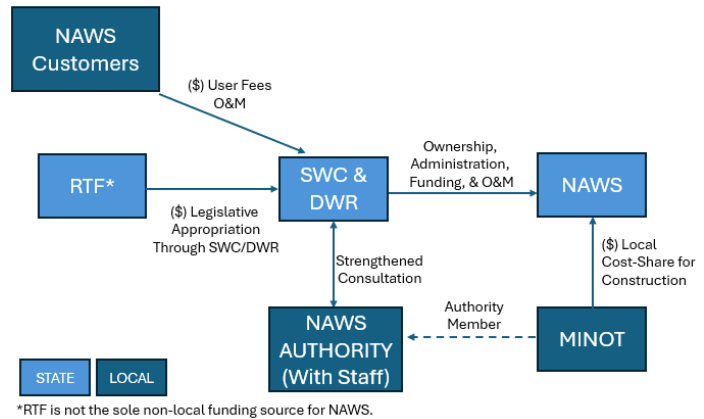 NAWS
Customers
($) User Fees
O&M
Ownership,
Administration,
Funding, & O&M
RTF*
SWC &
DWR
NAWS
($) Legislative
Appropriation
Through SWC/DWR
($) Local
Cost-Share for
Construction
Strengthened
Consultation
NAWS
AUTHORITY
(With Staff)
Authority
Member
MINOT
STATE
LOCAL
*RTF is not the sole non-local funding source for NAWS.